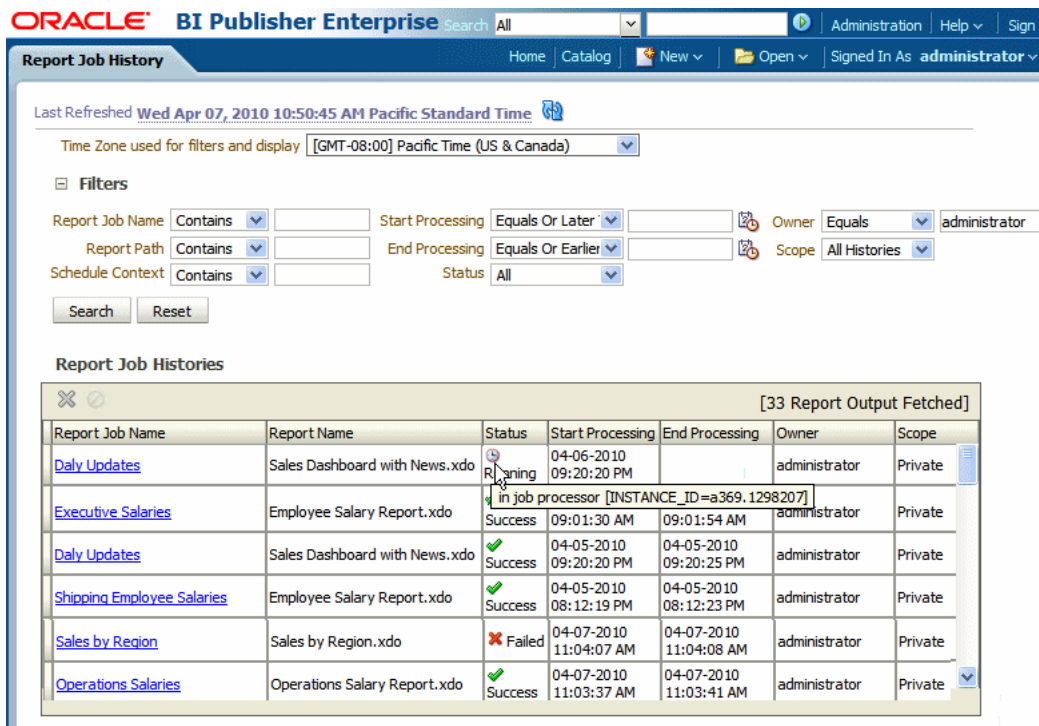 ORACLE BI Publisher Enterprise Search All Administration Help Sign
Report Job History Home Catalog New Open Signed In As administrator
Last Refreshed Wed Apr 07, 2010 10:50:45 AM Pacific Standard Time
Time Zone used for filters and display [GMT-08:00] Pacific Time (US & Canada)
Filters
Report Job Name Contains Start Processing Equals Or Later Owner Equals administrator
Report Path Contains End Processing Equals Or Earlier Scope All Histories
Schedule Context Contains Status All
Search Reset
Report Job Histories
[33 Report Output Fetched]
Report Job Name Report Name Status Start Processing End Processing Owner Scope
Daly Updates Sales Dashboard with News.xdo Running 04-06-2010 09:20:20 PM administrator Private
in job processor [INSTANCE_ID=a369.1298207]
Executive Salaries Employee Salary Report.xdo Success 09:01:30 AM 09:01:54 AM administrator Private
Daly Updates Sales Dashboard with News.xdo Success 04-05-2010 09:20:20 PM 04-05-2010 09:20:25 PM administrator Private
Shipping Employee Salaries Employee Salary Report.xdo Success 04-05-2010 08:12:19 PM 04-05-2010 08:12:23 PM administrator Private
Sales by Region Sales by Region.xdo Failed 04-07-2010 11:04:07 AM 04-07-2010 11:04:08 AM administrator Private
Operations Salaries Operations Salary Report.xdo Success 04-07-2010 11:03:37 AM 04-07-2010 11:03:41 AM administrator Private